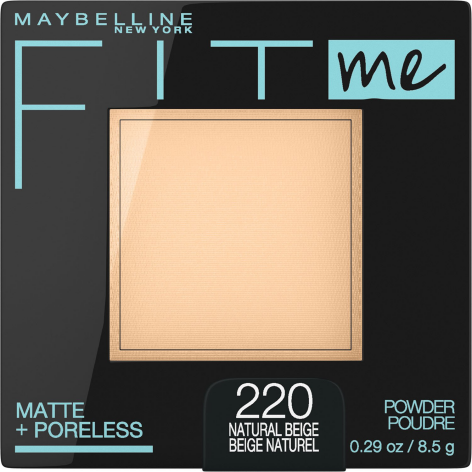 MAYBELLINE
NEW YORK
FIT me
MATTE
+ PORELESS
220
NATURAL BEIGE
BEIGE NATUREL
POWDER
POUDRE
0.29 oz / 8.5 g